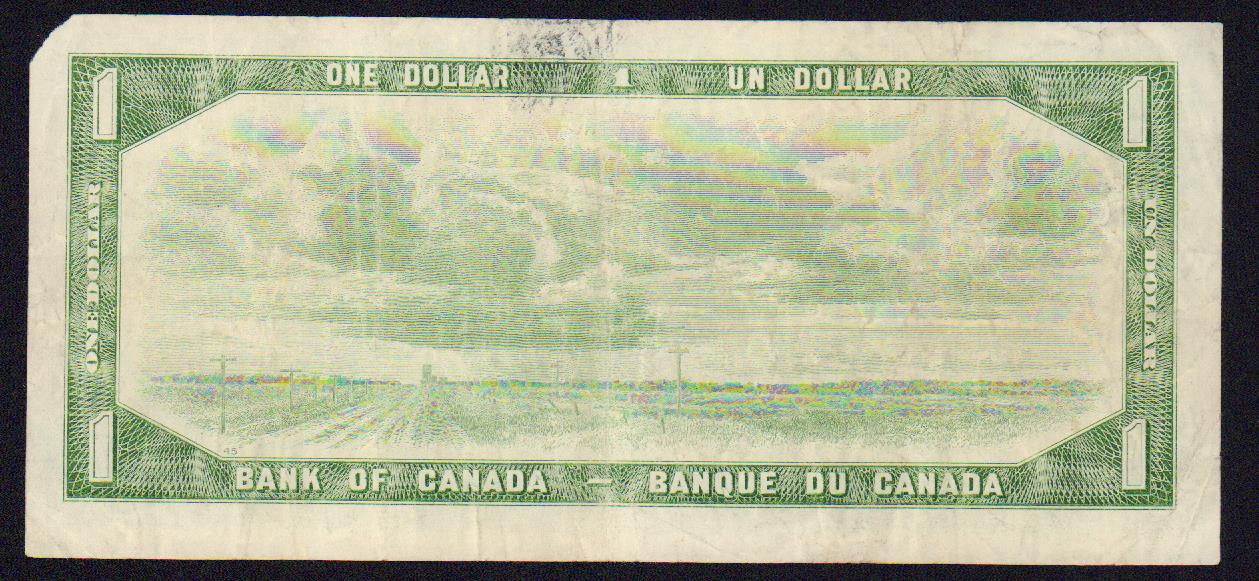 ONE DOLLAR 1 UN DOLLAR
1
1
ONE DOLLAR
UN DOLLAR
1
1
45
BANK OF CANADA — BANQUE DU CANADA